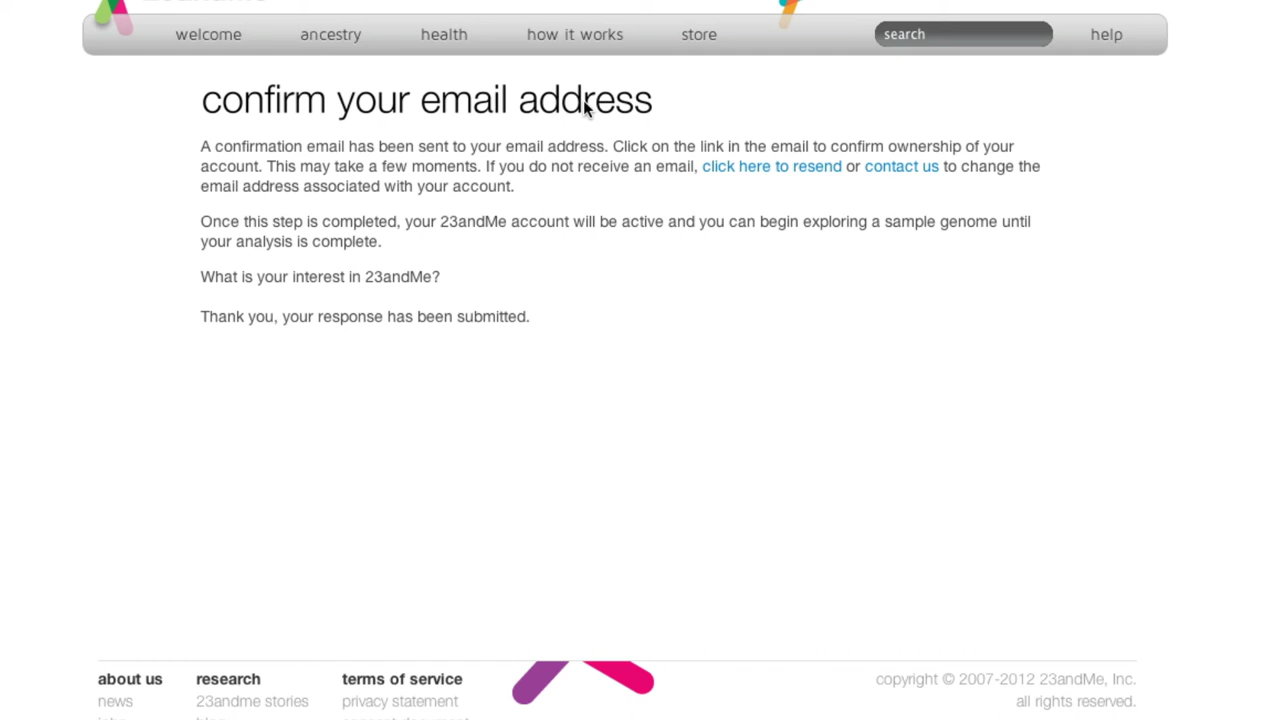 welcome ancestry health how it works store search help
confirm your email address
A confirmation email has been sent to your email address. Click on the link in the email to confirm ownership of your
account. This may take a few moments. If you do not receive an email, click here to resend or contact us to change the
email address associated with your account.
Once this step is completed, your 23andMe account will be active and you can begin exploring a sample genome until
your analysis is complete.
What is your interest in 23andMe?
Thank you, your response has been submitted.
about us research terms of service copyright © 2007-2012 23andMe, Inc.
news 23andme stories privacy statement all rights reserved.